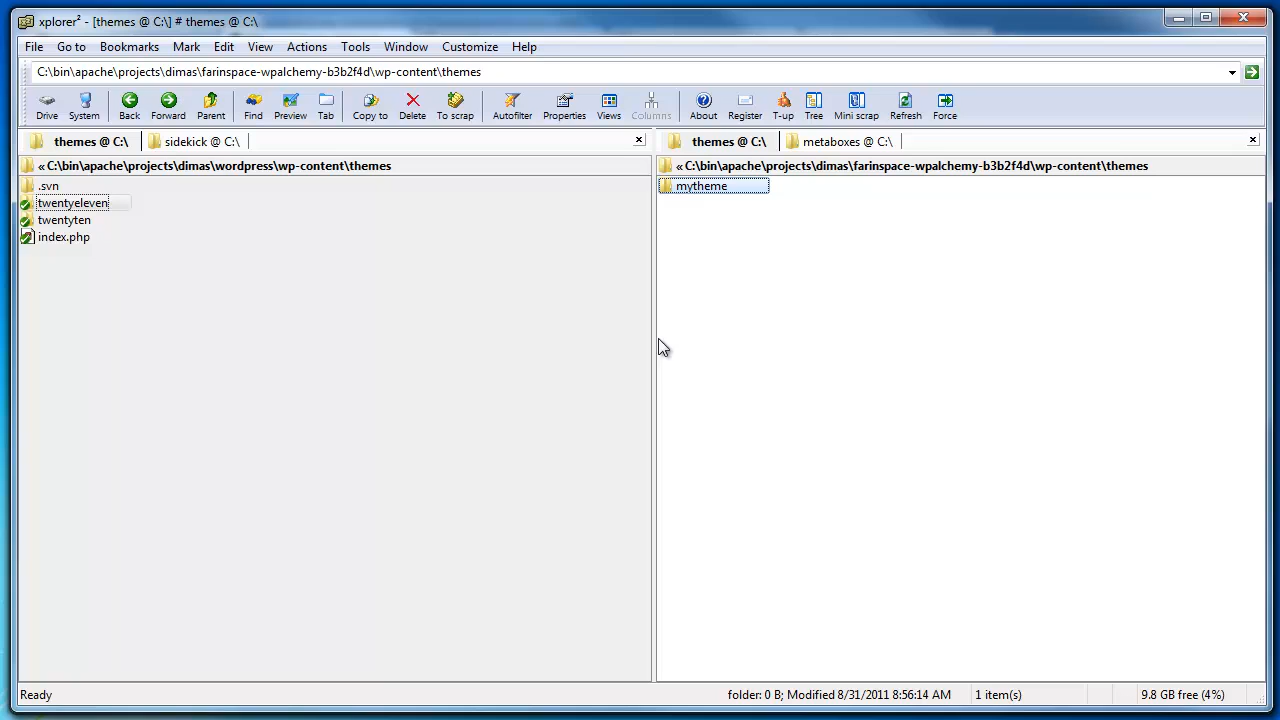 xplorer² - [themes @ C:\] # themes @ C:\
File Go to Bookmarks Mark Edit View Actions Tools Window Customize Help
C:\bin\apache\projects\dimas\farinspace-wpalchemy-b3b2f4d\wp-content\themes
Drive System Back Forward Parent Find Preview Tab Copy to Delete To scrap Autofilter Properties Views Columns About Register T-up Tree Mini scrap Refresh Force
themes @ C:\ sidekick @ C:\ themes @ C:\ metaboxes @ C:\
« C:\bin\apache\projects\dimas\wordpress\wp-content\themes
.svn
twentyeleven
twentyten
index.php
« C:\bin\apache\projects\dimas\farinspace-wpalchemy-b3b2f4d\wp-content\themes
mytheme
Ready folder: 0 B; Modified 8/31/2011 8:56:14 AM 1 item(s) 9.8 GB free (4%)